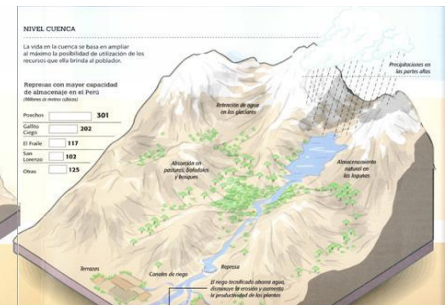 NIVEL CUENCA
La vida en la cuenca se basa en ampliar
al máximo la posibilidad de utilización de los
recursos que ella brinda al poblador.
Represas con mayor capacidad
de almacenaje en el Perú
(Millones de metros cúbicos)
Poechos 301
Gallito
Ciego 202
El Fraile 117
San
Lorenzo 102
Otras 125
Precipitaciones en
las partes altas
Retención de agua
en los glaciares
Absorción en
pasturas, bofedales
y bosques
Almacenamiento
natural en
las lagunas
Terrazas
Canales de riego
Represa
El riego tecnificado ahorra agua,
disminuye la erosión y aumenta
la productividad de las plantas